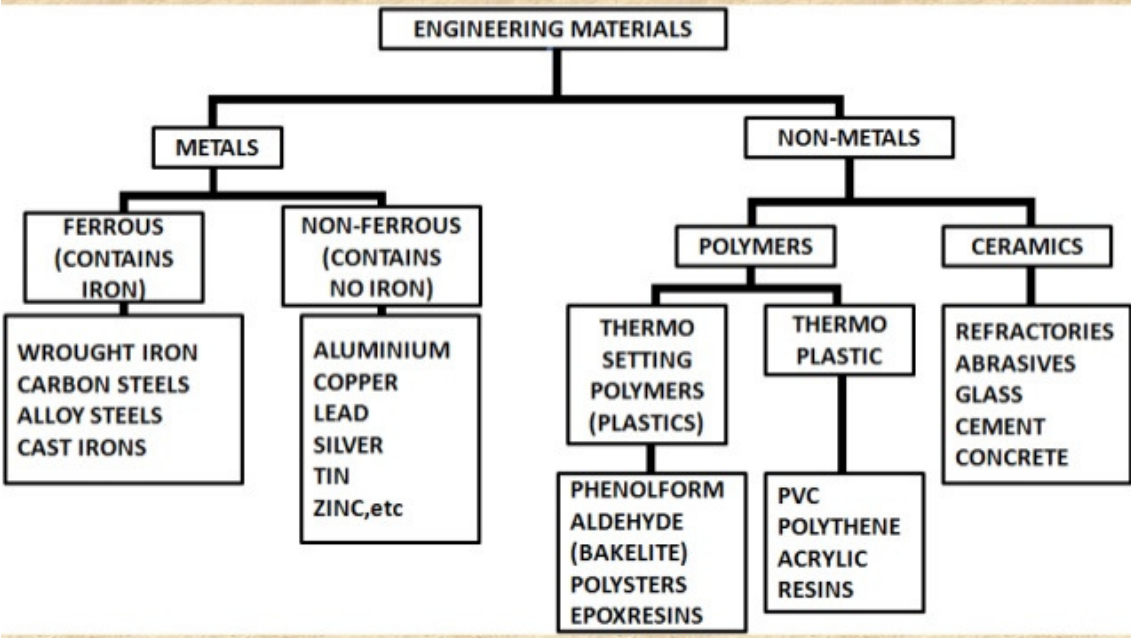 ENGINEERING MATERIALS
METALS
NON-METALS
FERROUS
(CONTAINS
IRON)
NON-FERROUS
(CONTAINS
NO IRON)
POLYMERS
CERAMICS
WROUGHT IRON
CARBON STEELS
ALLOY STEELS
CAST IRONS
ALUMINIUM
COPPER
LEAD
SILVER
TIN
ZINC,etc
THERMO
SETTING
POLYMERS
(PLASTICS)
THERMO
PLASTIC
REFRACTORIES
ABRASIVES
GLASS
CEMENT
CONCRETE
PHENOLFORM
ALDEHYDE
(BAKELITE)
POLYSTERS
EPOXRESINS
PVC
POLYTHENE
ACRYLIC
RESINS